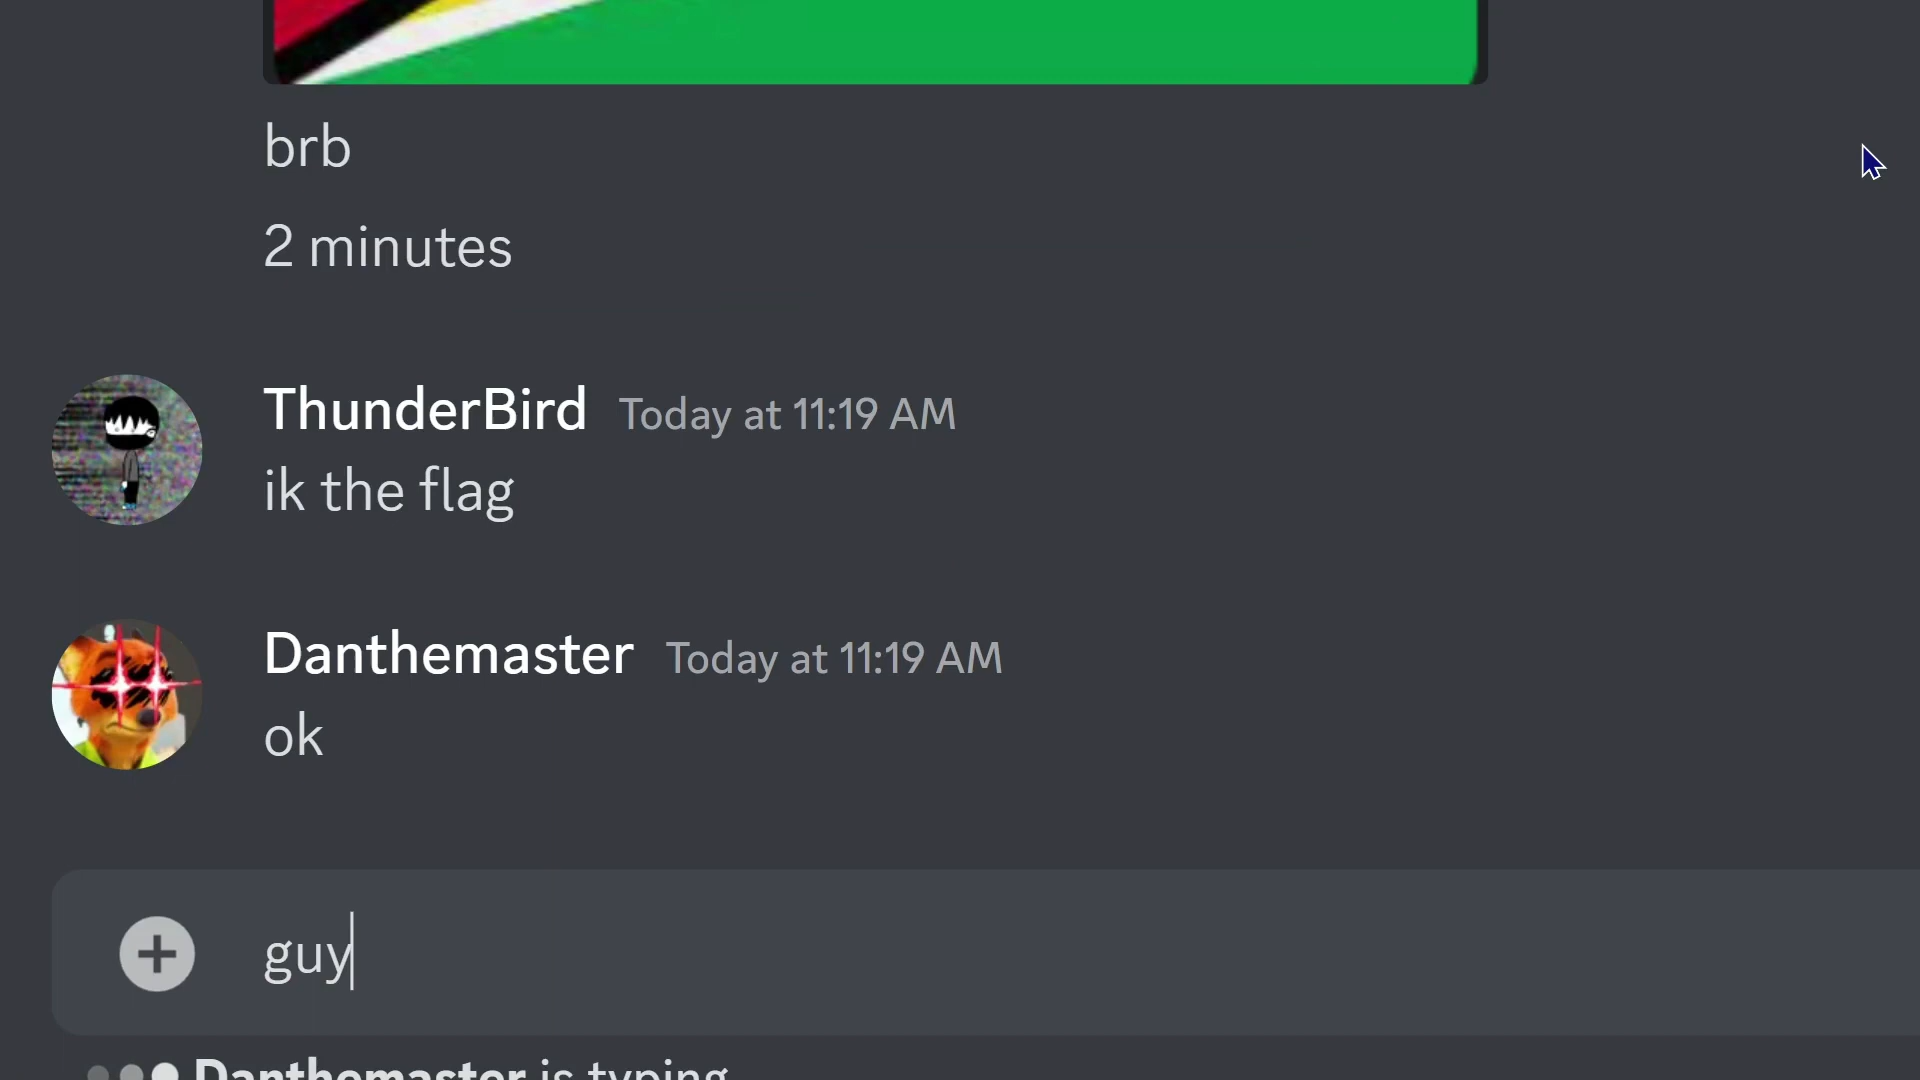 brb
2 minutes
ThunderBird Today at 11:19 AM
ik the flag
Danthemaster Today at 11:19 AM
ok
guy
Danthemaster is typing